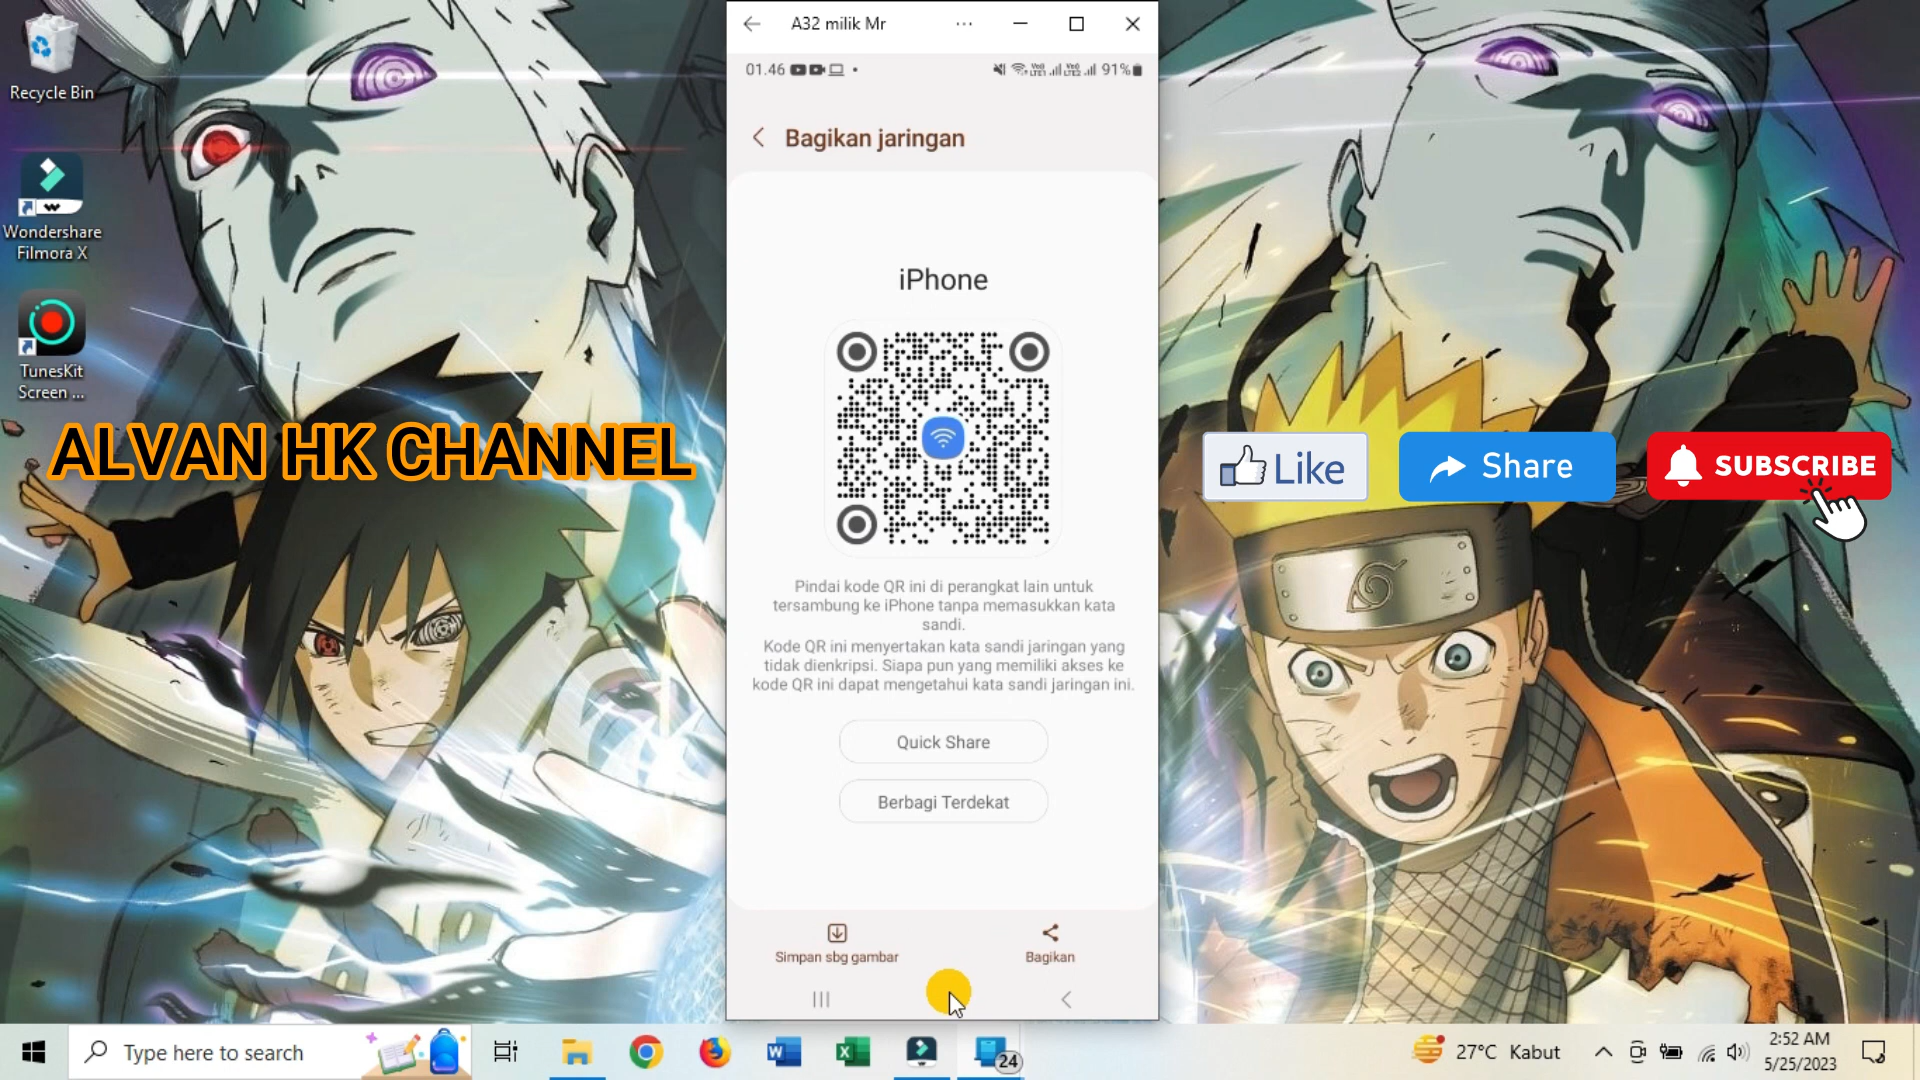 Recycle Bin
Wondershare
Filmora X
TunesKit
Screen ...
ALVAN HK CHANNEL
A32 milik Mr
01.46
91%
Bagikan jaringan
iPhone
Pindai kode QR ini di perangkat lain untuk
tersambung ke iPhone tanpa memasukkan kata
sandi.
Kode QR ini menyertakan kata sandi jaringan yang
tidak dienkripsi. Siapa pun yang memiliki akses ke
kode QR ini dapat mengetahui kata sandi jaringan ini.
Quick Share
Berbagi Terdekat
Simpan sbg gambar
Bagikan
Like
Share
SUBSCRIBE
Type here to search
24
27°C Kabut
2:52 AM
5/25/2023